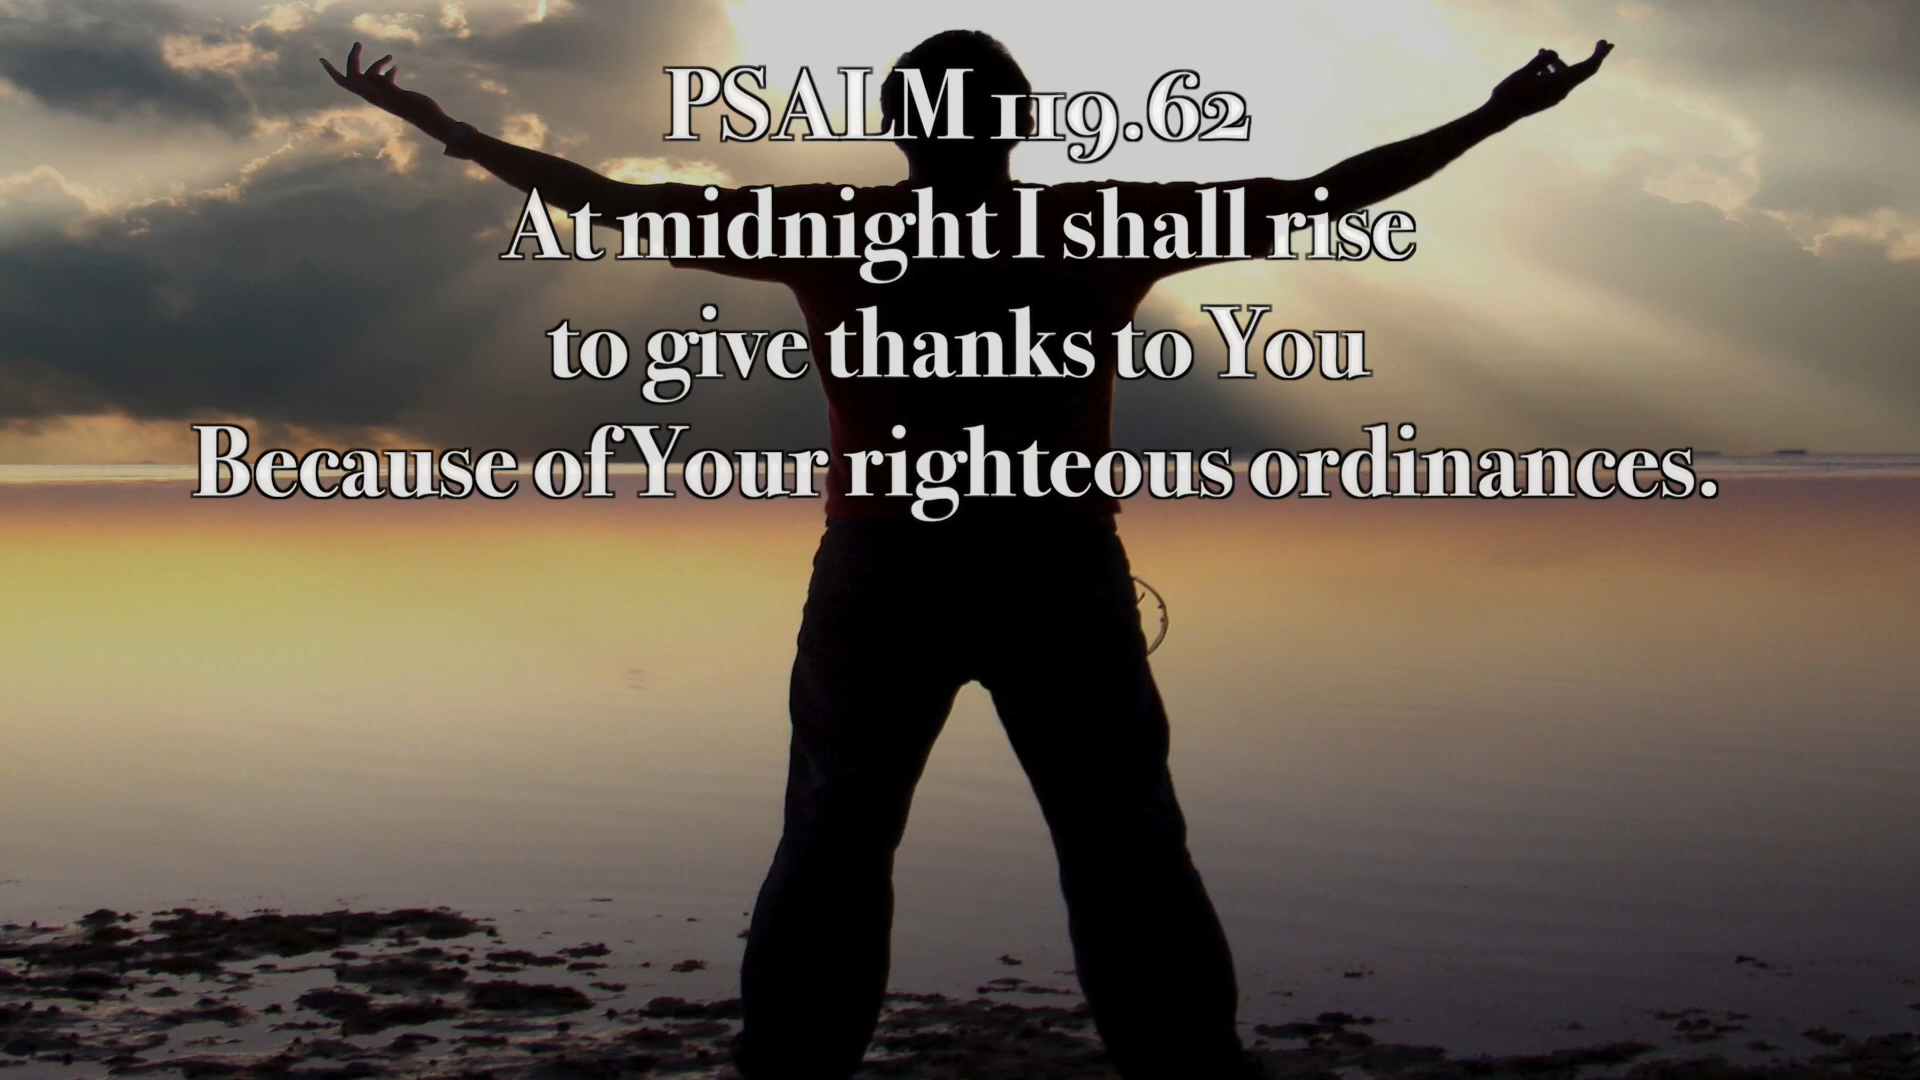 PSALM 119.62
At midnight I shall rise
to give thanks to You
Because of Your righteous ordinances.